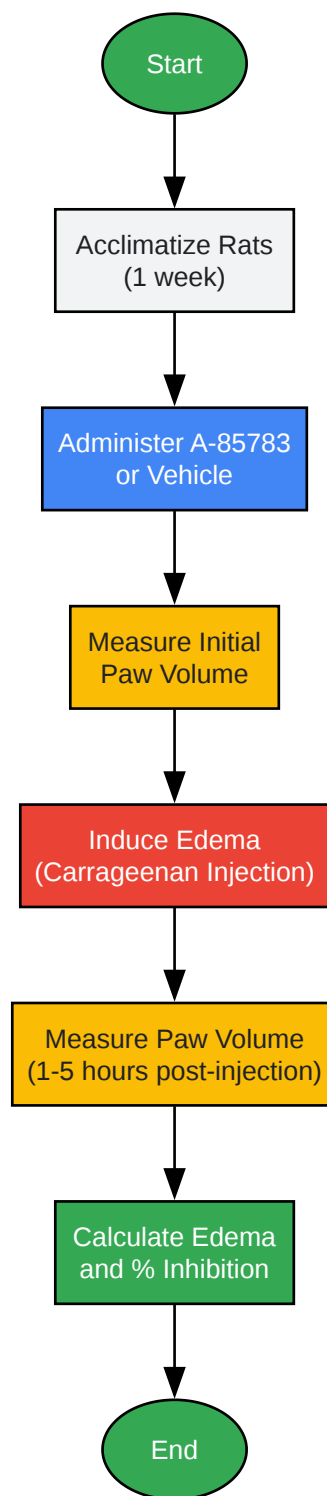 Start
Acclimatize Rats
(1 week)
Administer A-85783
or Vehicle
Measure Initial
Paw Volume
Induce Edema
(Carrageenan Injection)
Measure Paw Volume
(1-5 hours post-injection)
Calculate Edema
and % Inhibition
End